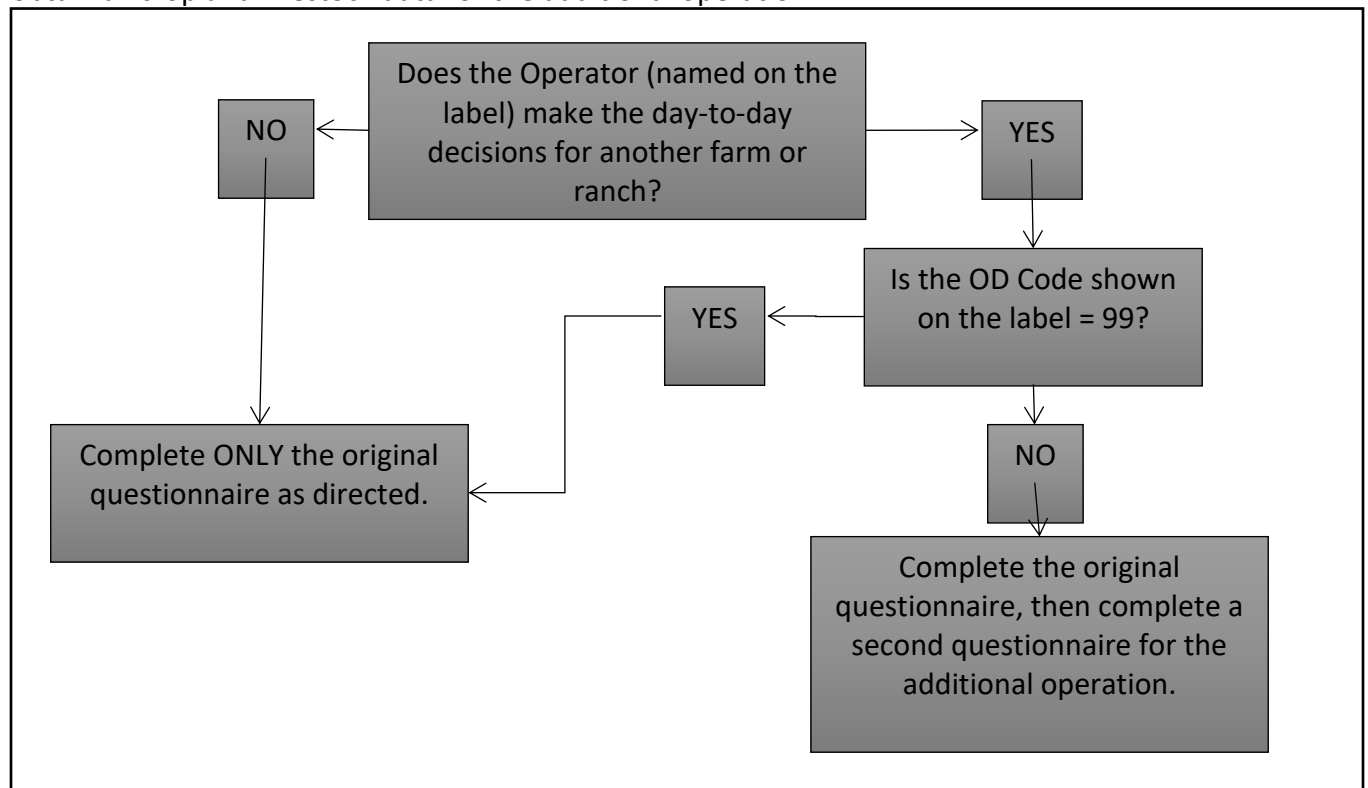 Does the Operator (named on the
label) make the day-to-day
decisions for another farm or
ranch?
NO
YES
Is the OD Code shown
on the label = 99?
YES
Complete ONLY the original
questionnaire as directed.
NO
Complete the original
questionnaire, then complete a
second questionnaire for the
additional operation.